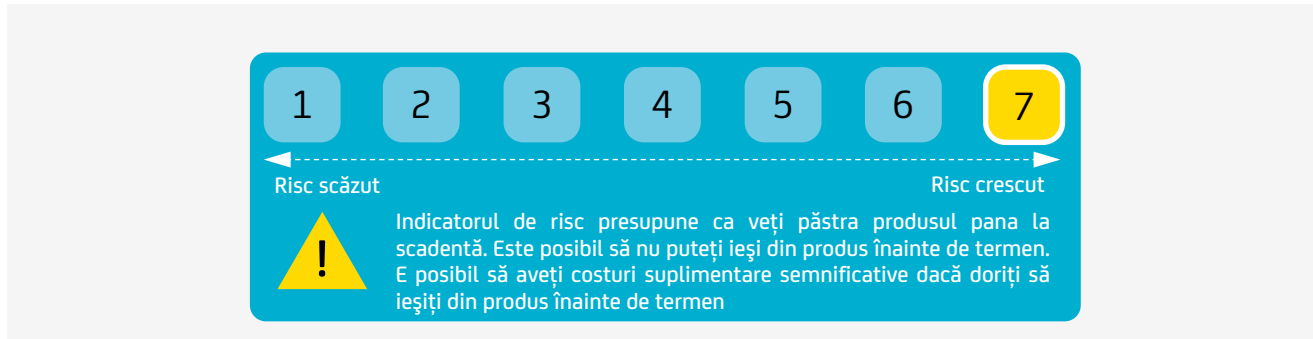 1 2 3 4 5 6 7
Risc scăzut Risc crescut
!
Indicatorul de risc presupune ca veți păstra produsul pana la
scadentă. Este posibil să nu puteți ieși din produs înainte de termen.
E posibil să aveți costuri suplimentare semnificative dacă doriți să
ieșiți din produs înainte de termen